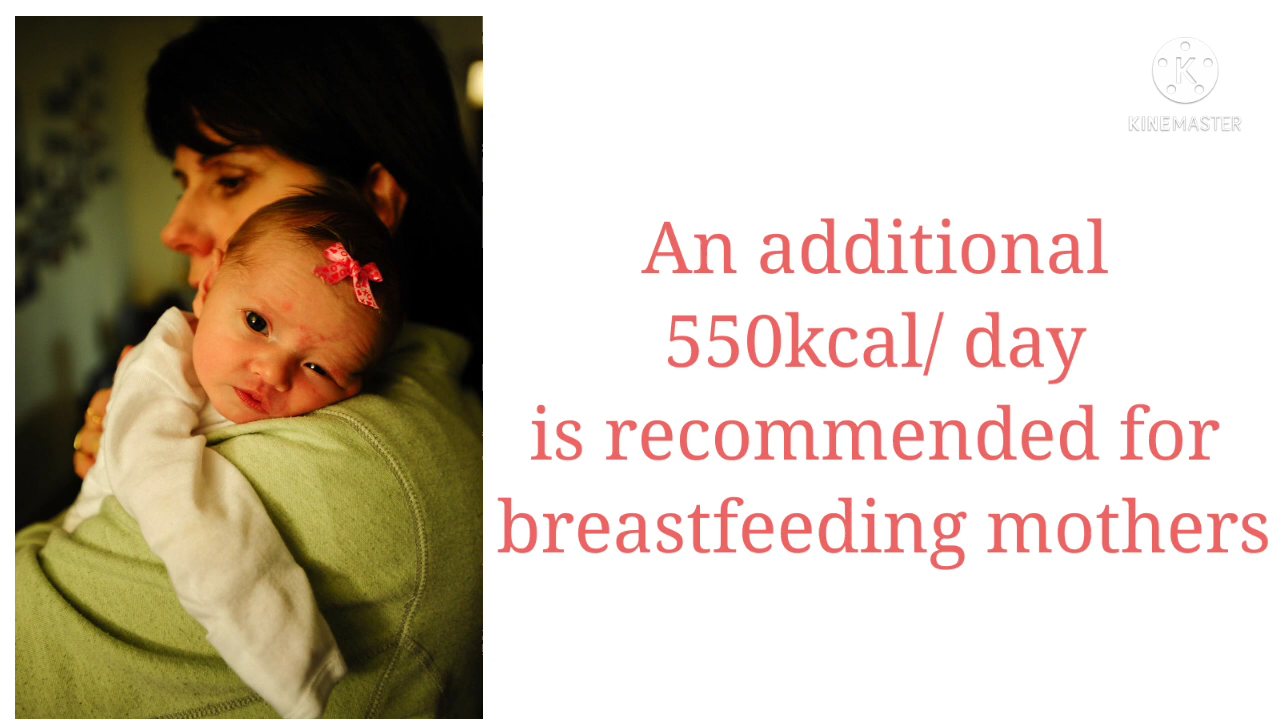 KINEMASTER
An additional
550kcal/ day
is recommended for
breastfeeding mothers